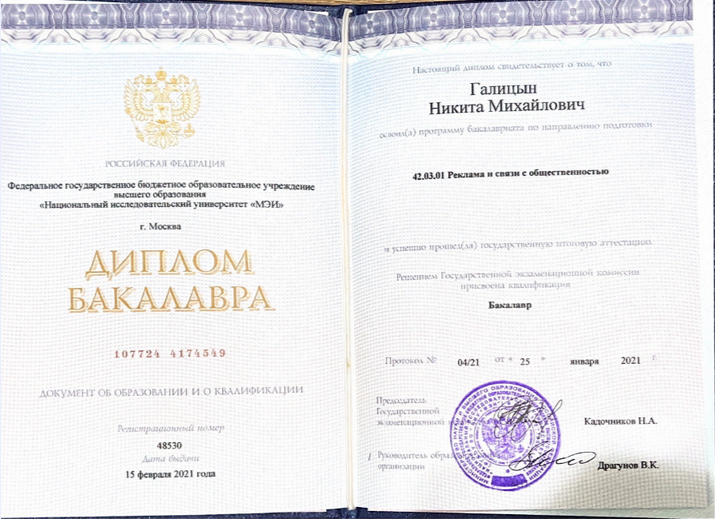 РОССИЙСКАЯ ФЕДЕРАЦИЯ
Федеральное государственное бюджетное образовательное учреждение
высшего образования
«Национальный исследовательский университет «МЭИ»
г. Москва
ДИПЛОМ
БАКАЛАВРА
107724 4174549
ДОКУМЕНТ ОБ ОБРАЗОВАНИИ И О КВАЛИФИКАЦИИ
Регистрационный номер
48530
Дата выдачи
15 февраля 2021 года
Настоящий диплом свидетельствует о том, что
Галицын
Никита Михайлович
освоил(а) программу бакалавриата по направлению подготовки
42.03.01 Реклама и связи с общественностью
и успешно прошел(ла) государственную итоговую аттестацию.
Решением Государственной экзаменационной комиссии
присвоена квалификация
Бакалавр
Протокол № 04/21 от « 25 » января 2021 г.
Председатель
Государственной
экзаменационной
Кадочников Н.А.
Руководитель
организации
Драгунов В.К.